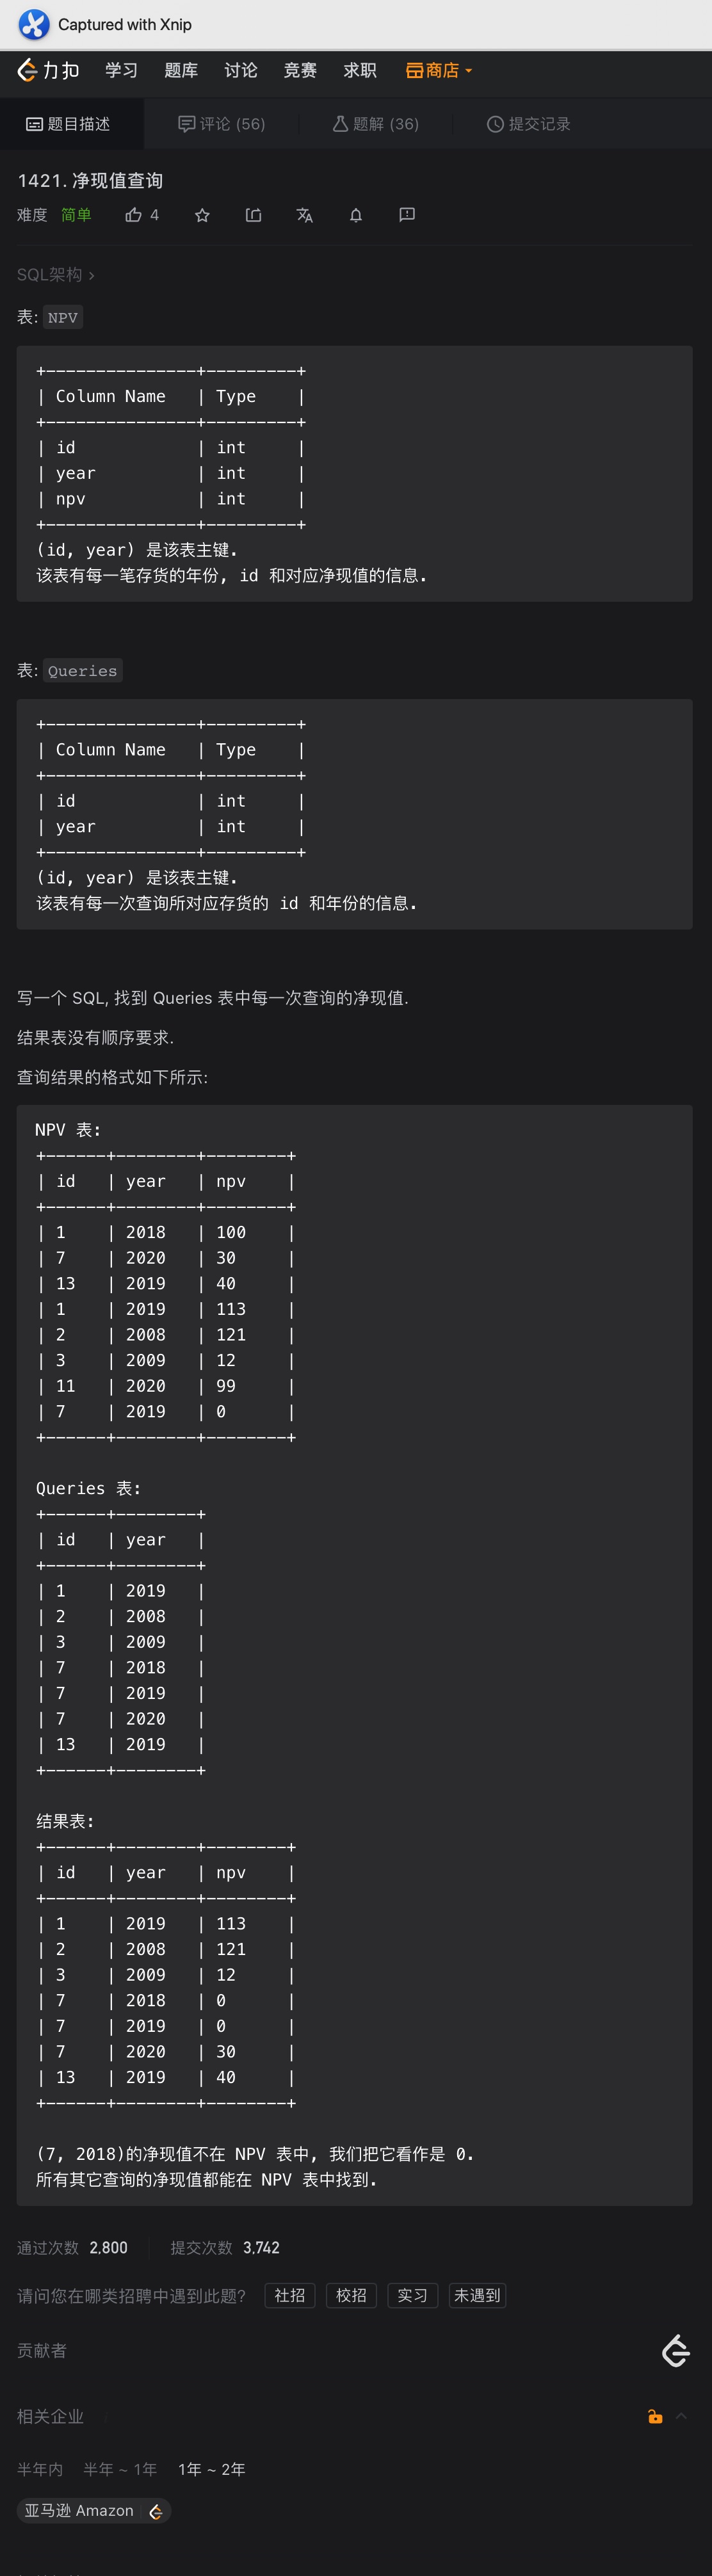 Captured with Xnip
力扣 学习 题库 讨论 竞赛 求职 商店
题目描述 评论 (56) 题解 (36) 提交记录
1421. 净现值查询
难度 简单 4
SQL架构 >
表: NPV
+---------------+---------+
| Column Name   | Type    |
+---------------+---------+
| id            | int     |
| year          | int     |
| npv           | int     |
+---------------+---------+
(id, year) 是该表主键.
该表有每一笔存货的年份, id 和对应净现值的信息.
表: Queries
+---------------+---------+
| Column Name   | Type    |
+---------------+---------+
| id            | int     |
| year          | int     |
+---------------+---------+
(id, year) 是该表主键.
该表有每一次查询所对应存货的 id 和年份的信息.
写一个 SQL, 找到 Queries 表中每一次查询的净现值.
结果表没有顺序要求.
查询结果的格式如下所示:
NPV 表:
+------+--------+--------+
| id   | year   | npv    |
+------+--------+--------+
| 1    | 2018   | 100    |
| 7    | 2020   | 30     |
| 13   | 2019   | 40     |
| 1    | 2019   | 113    |
| 2    | 2008   | 121    |
| 3    | 2009   | 12     |
| 11   | 2020   | 99     |
| 7    | 2019   | 0      |
+------+--------+--------+
Queries 表:
+------+--------+
| id   | year   |
+------+--------+
| 1    | 2019   |
| 2    | 2008   |
| 3    | 2009   |
| 7    | 2018   |
| 7    | 2019   |
| 7    | 2020   |
| 13   | 2019   |
+------+--------+
结果表:
+------+--------+--------+
| id   | year   | npv    |
+------+--------+--------+
| 1    | 2019   | 113    |
| 2    | 2008   | 121    |
| 3    | 2009   | 12     |
| 7    | 2018   | 0      |
| 7    | 2019   | 0      |
| 7    | 2020   | 30     |
| 13   | 2019   | 40     |
+------+--------+--------+
(7, 2018)的净现值不在 NPV 表中, 我们把它看作是 0.
所有其它查询的净现值都能在 NPV 表中找到.
通过次数 2,800 提交次数 3,742
请问您在哪类招聘中遇到此题? 社招 校招 实习 未遇到
贡献者
相关企业
半年内 半年 ~ 1年 1年 ~ 2年
亚马逊 Amazon